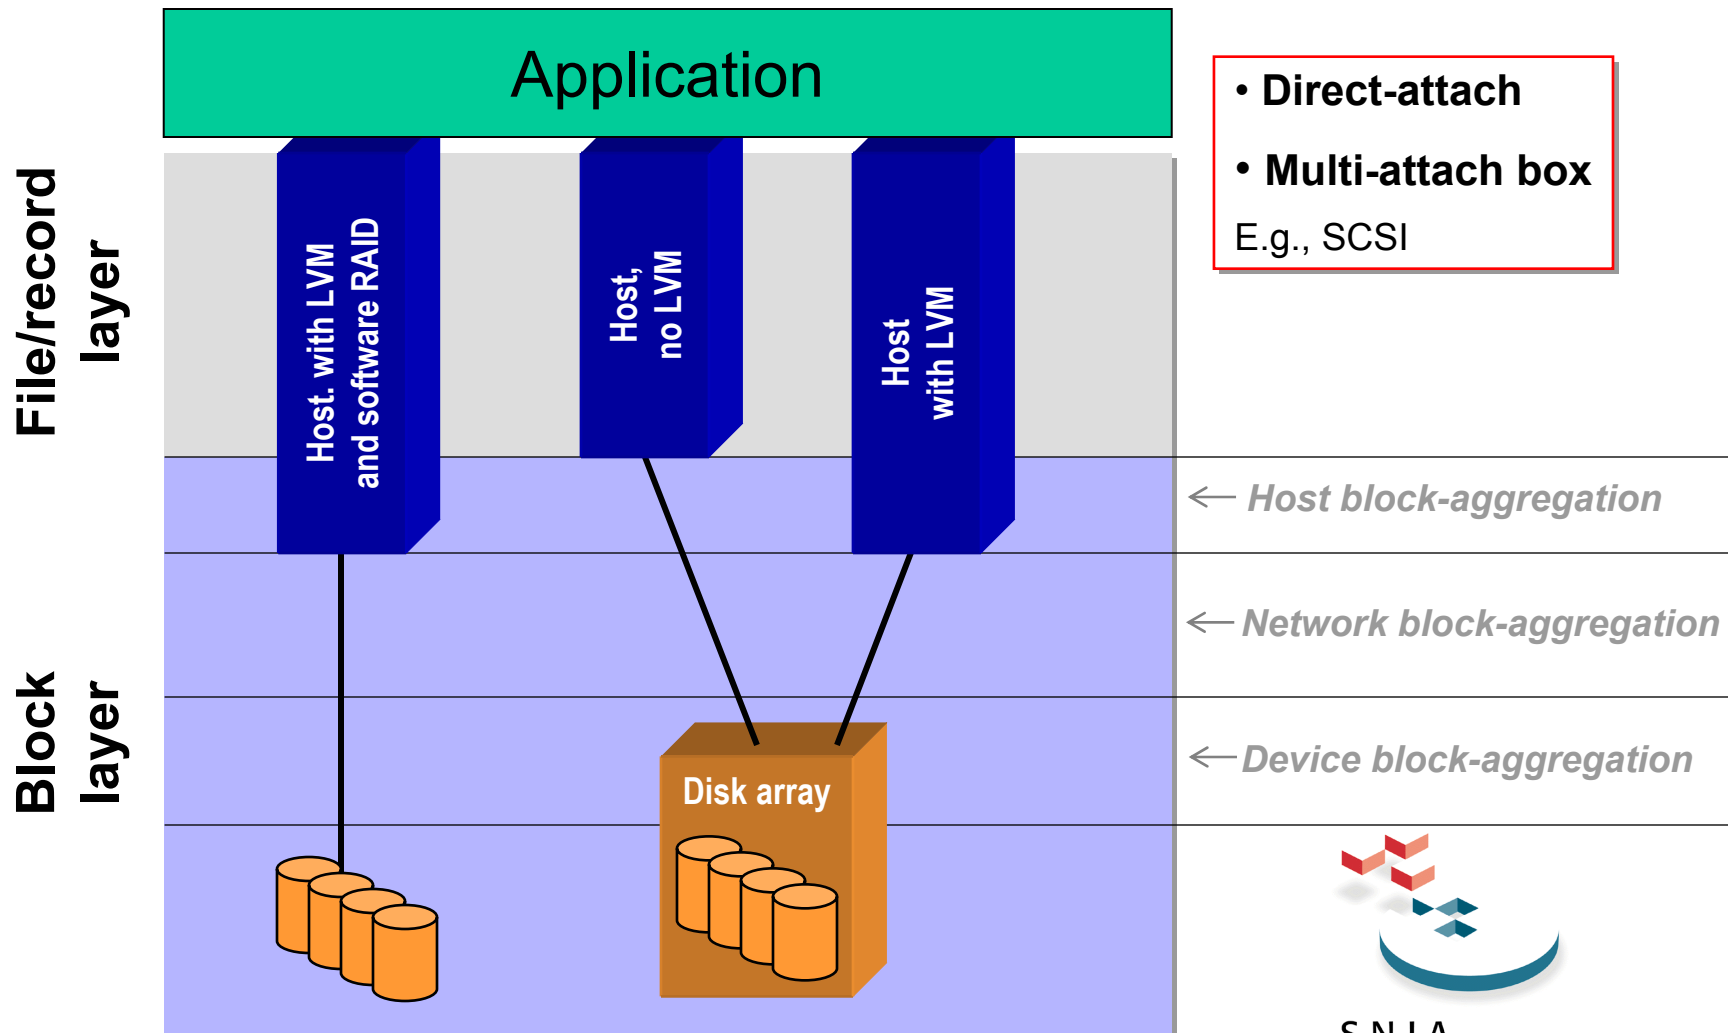 Application
• Direct-attach
• Multi-attach box
E.g., SCSI
File/record
layer
Host. with LVM
and software RAID
Host,
no LVM
Host
with LVM
Host block-aggregation
Network block-aggregation
Block
layer
Device block-aggregation
Disk array
SNIA